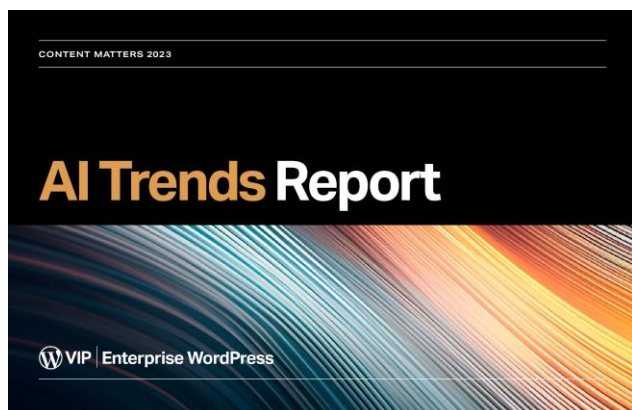 CONTENT MATTERS 2023
AI Trends Report
VIP | Enterprise WordPress